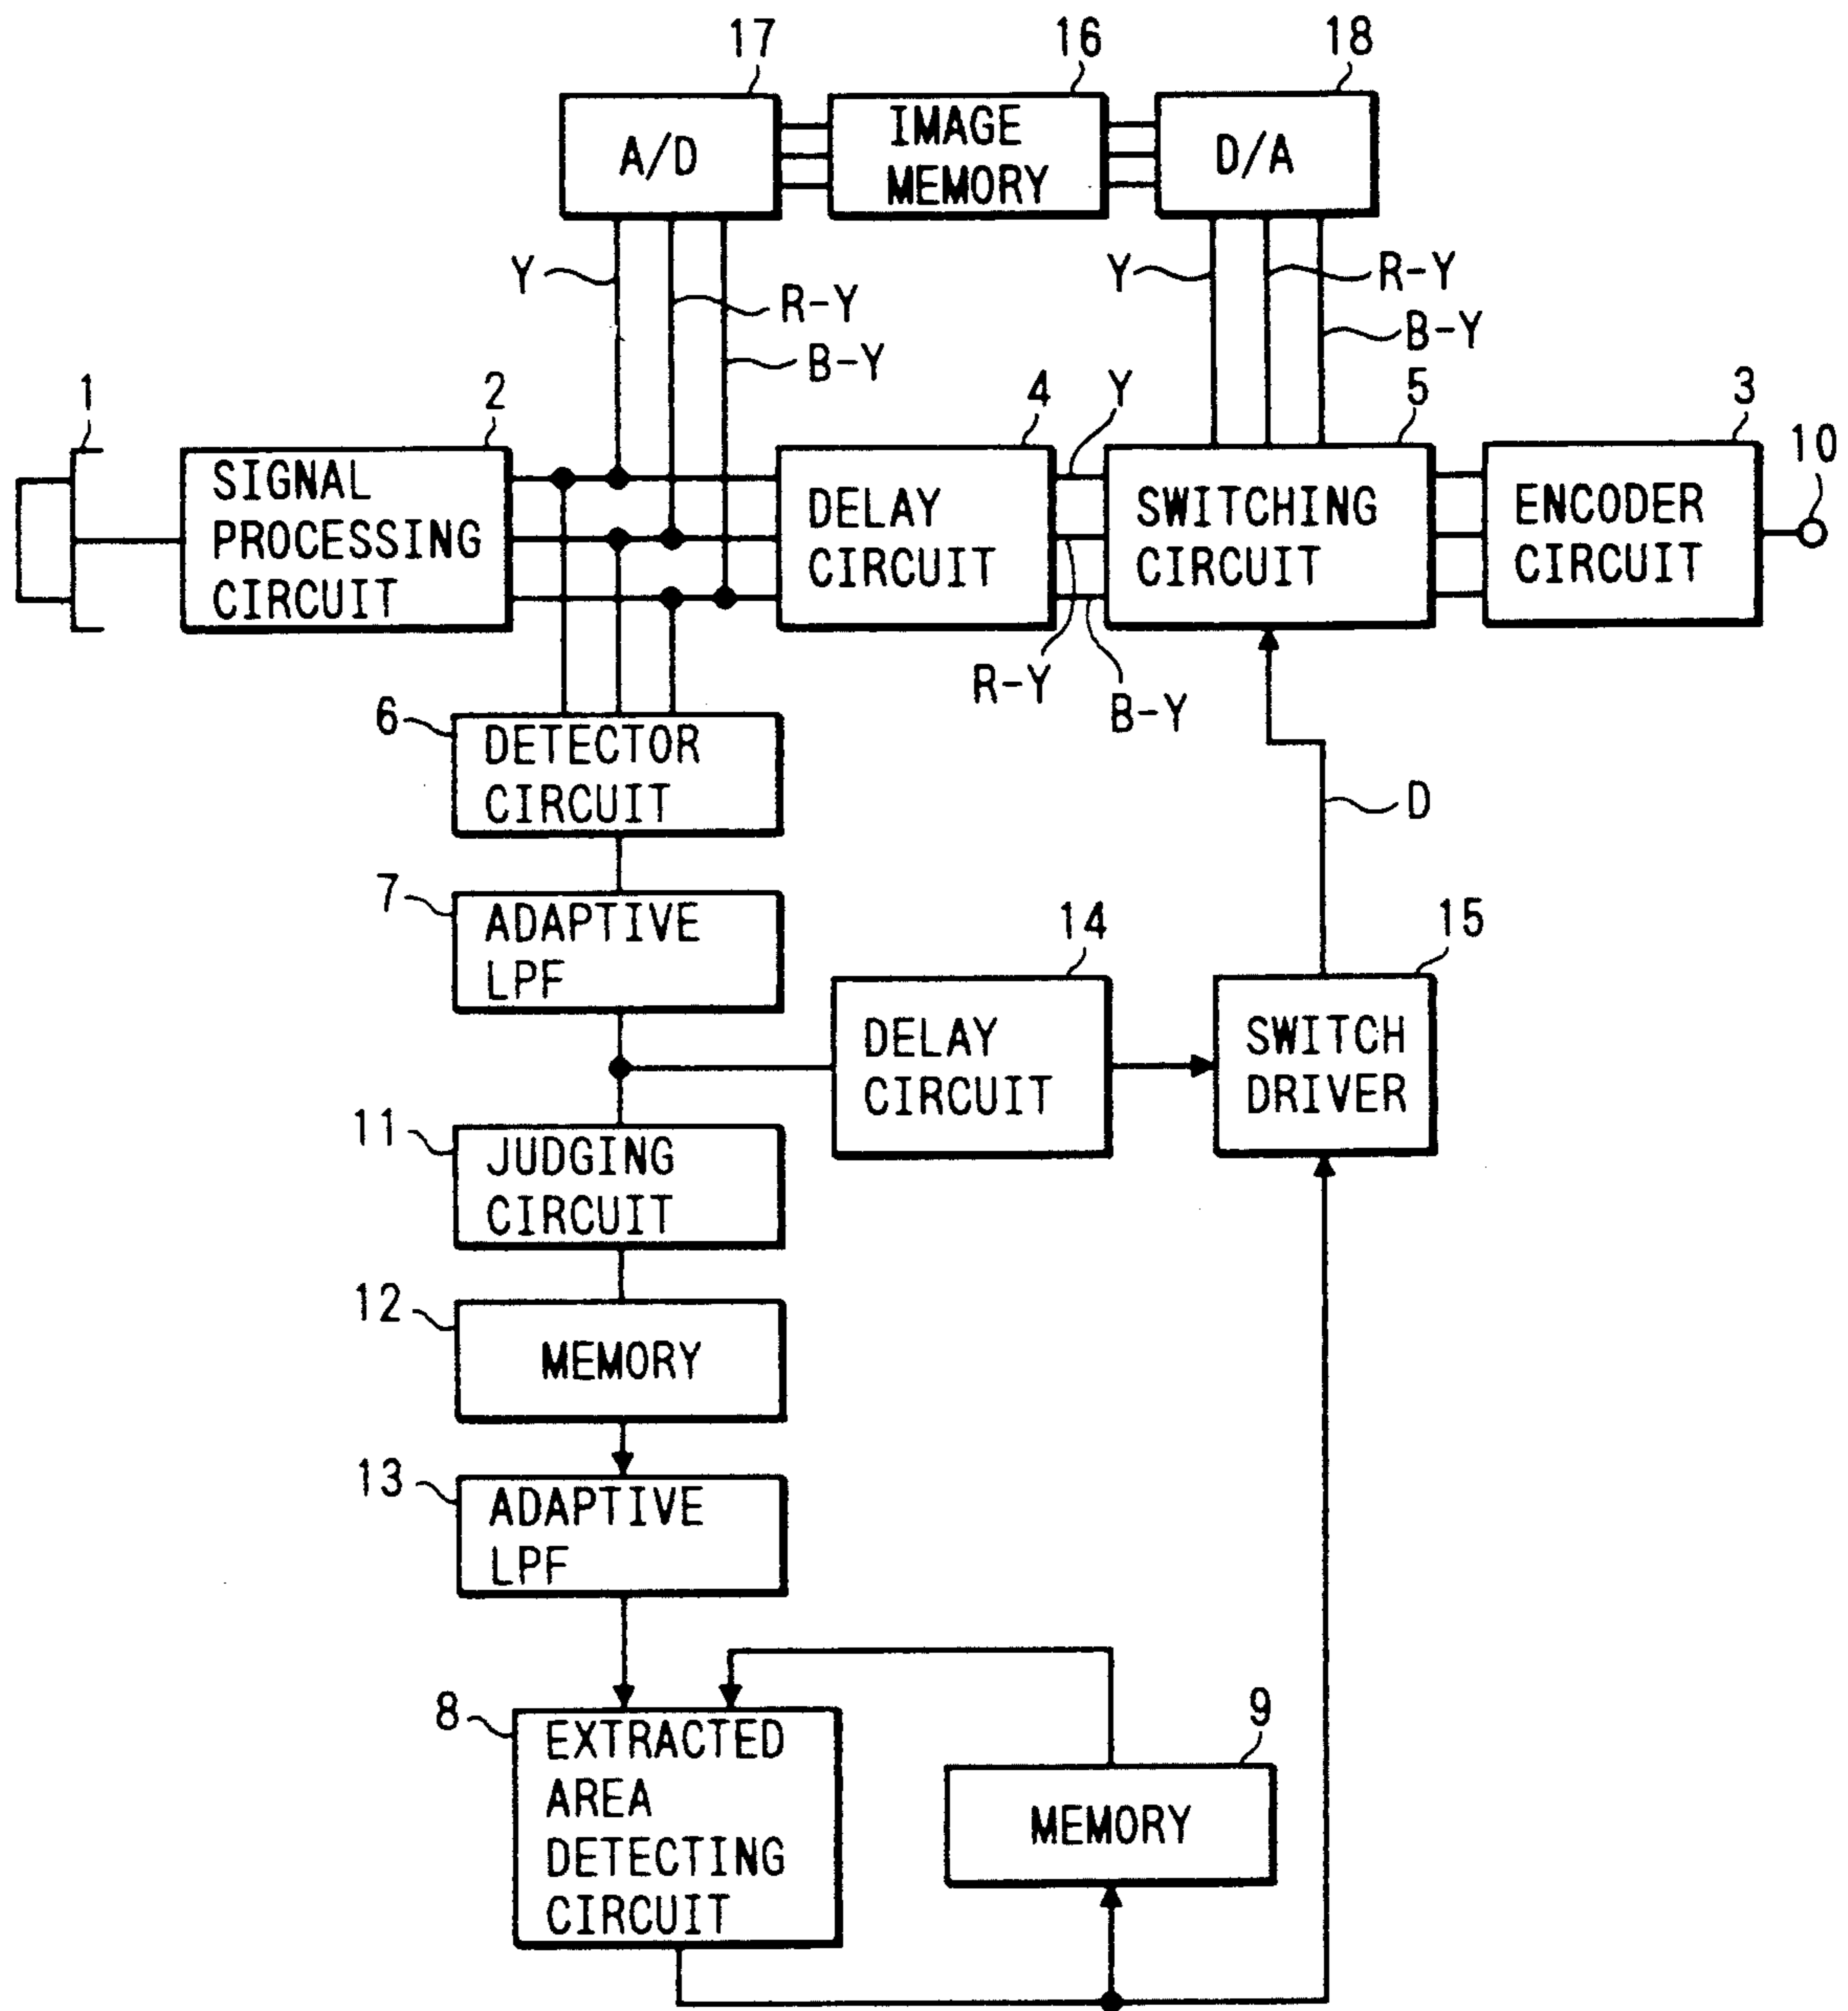 17
16
18
A/D
IMAGE
MEMORY
D/A
Y
R-Y
B-Y
Y
R-Y
B-Y
1
2
4
Y
5
3
10
SIGNAL
PROCESSING
CIRCUIT
DELAY
CIRCUIT
SWITCHING
CIRCUIT
ENCODER
CIRCUIT
R-Y
B-Y
6
DETECTOR
CIRCUIT
D
7
ADAPTIVE
LPF
14
15
DELAY
CIRCUIT
SWITCH
DRIVER
11
JUDGING
CIRCUIT
12
MEMORY
13
ADAPTIVE
LPF
8
EXTRACTED
AREA
DETECTING
CIRCUIT
9
MEMORY